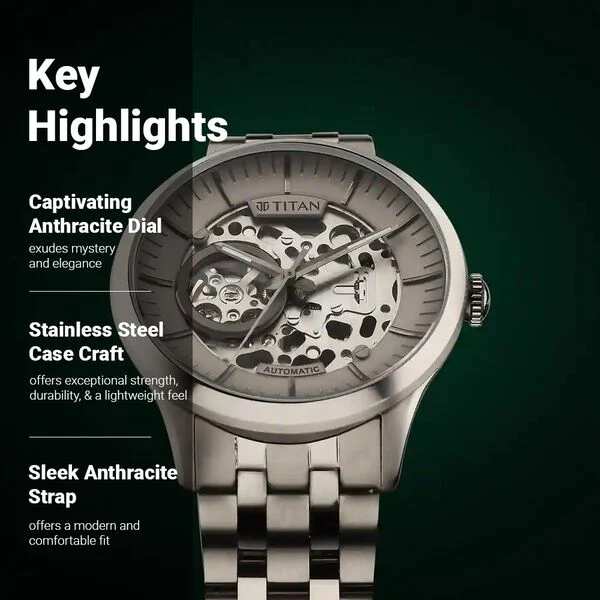 Key
Highlights
Captivating
Anthracite Dial
exudes mystery
and elegance
Stainless Steel
Case Craft
offers exceptional strength,
durability, & a lightweight feel
Sleek Anthracite
Strap
offers a modern and
comfortable fit
TITAN
AUTOMATIC